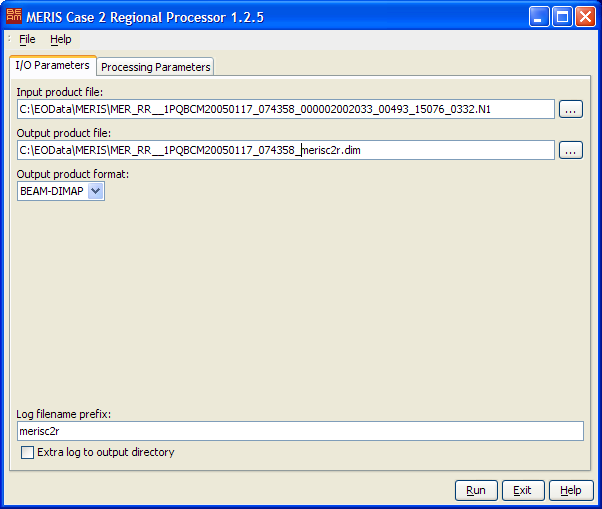 BE AM MERIS Case 2 Regional Processor 1.2.5
File Help
I/O Parameters Processing Parameters
Input product file:
C:\EOData\MERIS\MER_RR__1PQBCM20050117_074358_000002002033_00493_15076_0332.N1 ...
Output product file:
C:\EOData\MERIS\MER_RR__1PQBCM20050117_074358_merisc2r.dim ...
Output product format:
BEAM-DIMAP
Log filename prefix:
merisc2r
Extra log to output directory
Run Exit Help